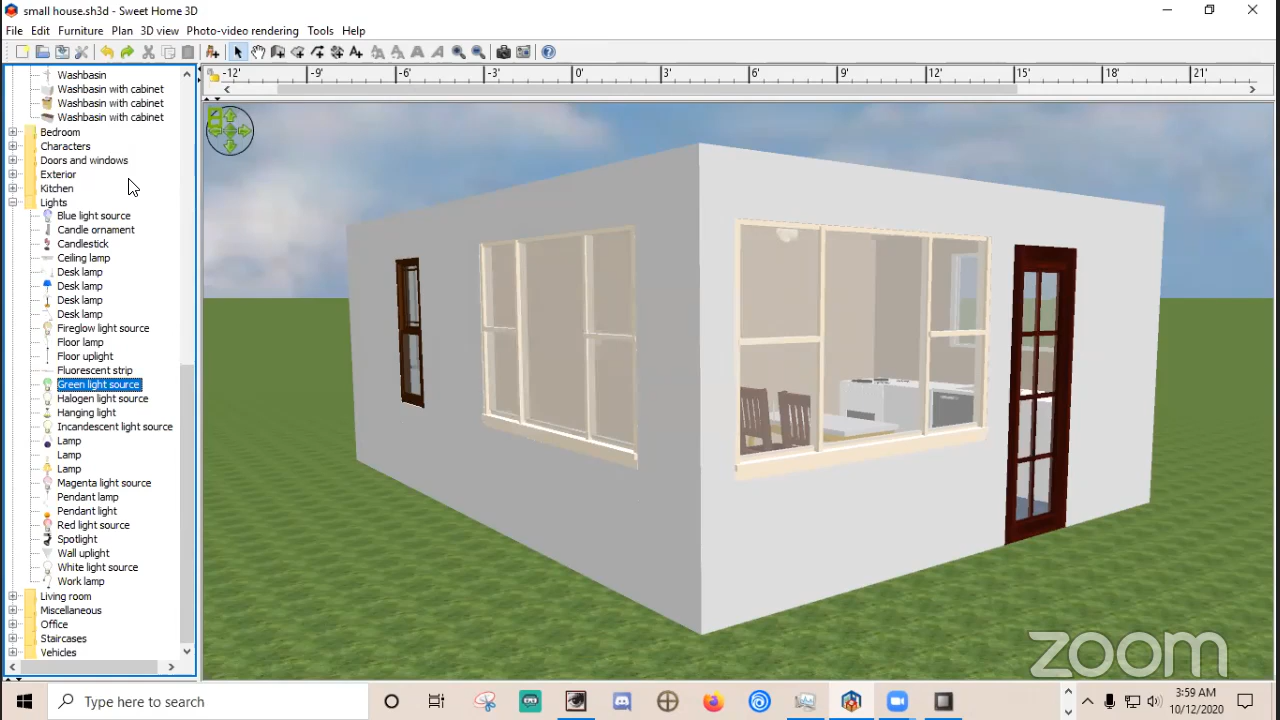 small house.sh3d - Sweet Home 3D
File Edit Furniture Plan 3D view Photo-video rendering Tools Help
-12' -9' -6' -3' 0' 3' 6' 9' 12' 15' 18' 21'
Washbasin
Washbasin with cabinet
Washbasin with cabinet
Washbasin with cabinet
Bedroom
Characters
Doors and windows
Exterior
Kitchen
Lights
Blue light source
Candle ornament
Candlestick
Ceiling lamp
Desk lamp
Desk lamp
Desk lamp
Desk lamp
Fireglow light source
Floor lamp
Floor uplight
Fluorescent strip
Green light source
Halogen light source
Hanging light
Incandescent light source
Lamp
Lamp
Lamp
Magenta light source
Pendant lamp
Pendant light
Red light source
Spotlight
Wall uplight
White light source
Work lamp
Living room
Miscellaneous
Office
Staircases
Vehicles
zoom
Type here to search
3:59 AM
10/12/2020